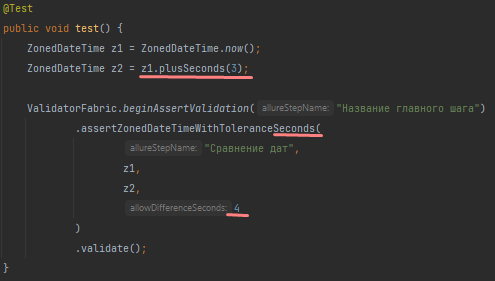 @Test
public void test() {
ZonedDateTime z1 = ZonedDateTime.now();
ZonedDateTime z2 = z1.plusSeconds(3);
ValidatorFabric.beginAssertValidation( allureStepName: "Название главного шага")
.assertZonedDateTimeWithToleranceSeconds(
allureStepName: "Сравнение дат",
z1,
z2,
allowDifferenceSeconds: 4
)
.validate();
}